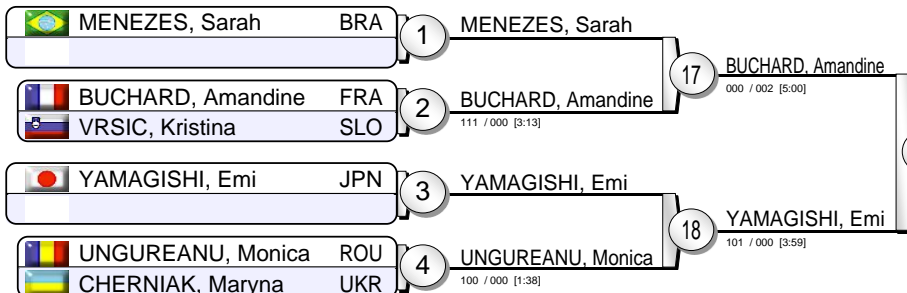 MENEZES, Sarah BRA
1
MENEZES, Sarah
17
BUCHARD, Amandine
000 / 002 [5:00]
BUCHARD, Amandine FRA
VRSIC, Kristina SLO
2
BUCHARD, Amandine
111 / 000 [3:13]
YAMAGISHI, Emi JPN
3
YAMAGISHI, Emi
18
YAMAGISHI, Emi
101 / 000 [3:59]
UNGUREANU, Monica ROU
CHERNIAK, Maryna UKR
4
UNGUREANU, Monica
100 / 000 [1:38]